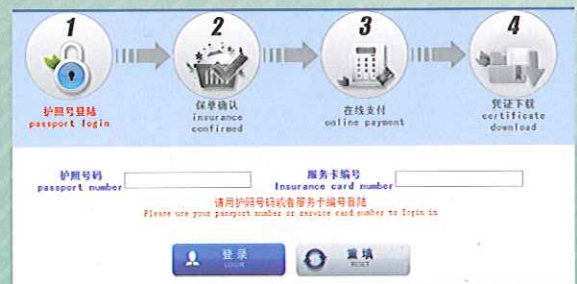 1
护照号登陆
passport login
2
保单确认
insurance
confirmed
3
在线支付
online payment
4
凭证下载
certificate
download
护照号码
passport number
服务卡编号
Insurance card number
请用护照号码或者服务卡编号登陆
Please use your passport number or service card number to login in
登录
LOGIN
重填
RESET